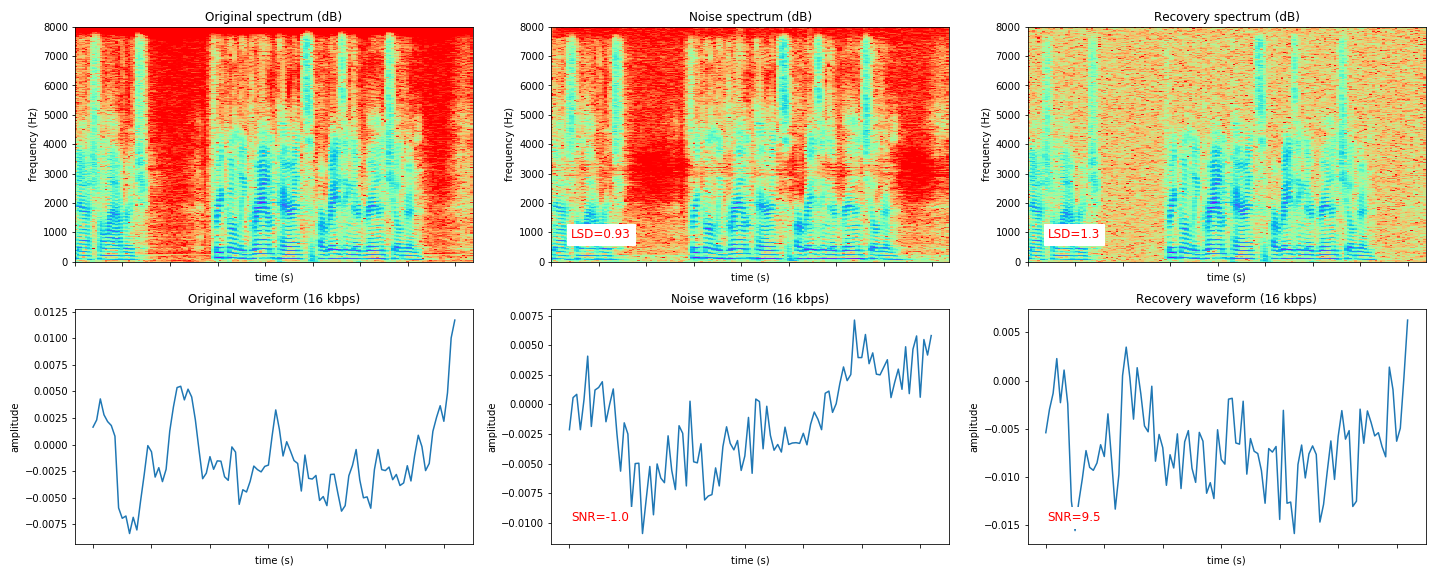 Original spectrum (dB)
8000
7000
6000
5000
4000
3000
2000
1000
0
frequency (Hz)
time (s)
Noise spectrum (dB)
8000
7000
6000
5000
4000
3000
2000
1000
0
frequency (Hz)
LSD=0.93
time (s)
Recovery spectrum (dB)
8000
7000
6000
5000
4000
3000
2000
1000
0
frequency (Hz)
LSD=1.3
time (s)
Original waveform (16 kbps)
0.0125
0.0100
0.0075
0.0050
0.0025
0.0000
−0.0025
−0.0050
−0.0075
amplitude
time (s)
Noise waveform (16 kbps)
0.0075
0.0050
0.0025
0.0000
−0.0025
−0.0050
−0.0075
−0.0100
amplitude
SNR=-1.0
time (s)
Recovery waveform (16 kbps)
0.005
0.000
−0.005
−0.010
−0.015
amplitude
SNR=9.5
time (s)